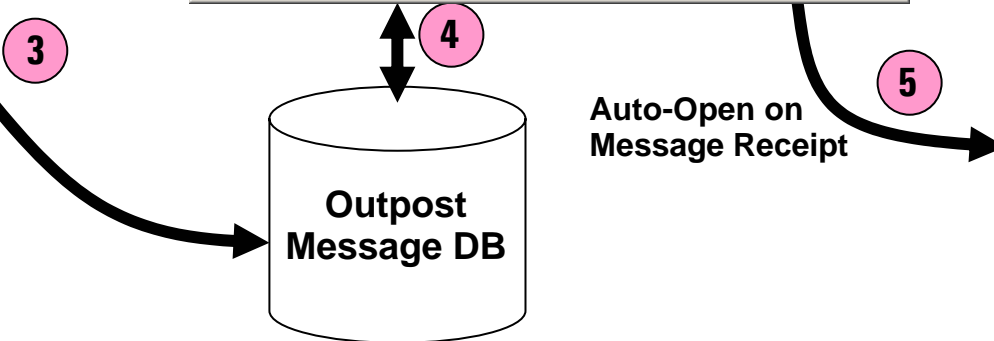 3
4
5
Auto-Open on
Message Receipt
Outpost
Message DB